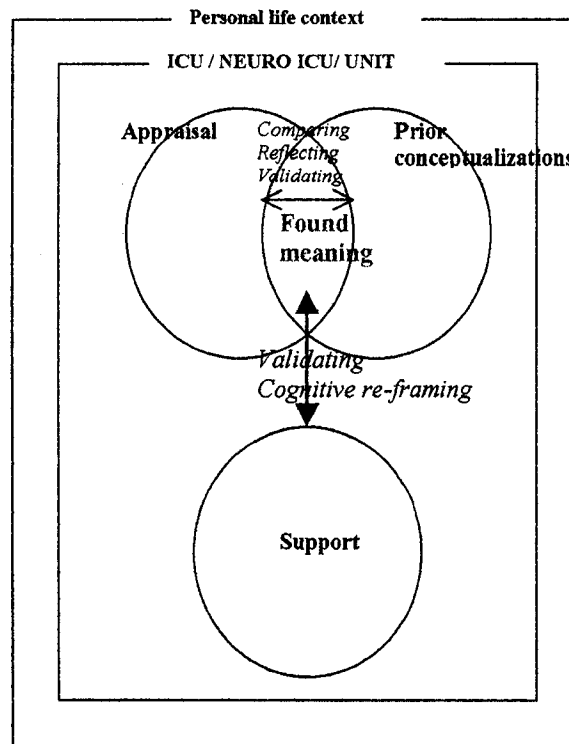 Personal life context
ICU / NEURO ICU/ UNIT
Appraisal
Comparing
Reflecting
Validating
Prior
conceptualizations
Found
meaning
Validating
Cognitive re-framing
Support